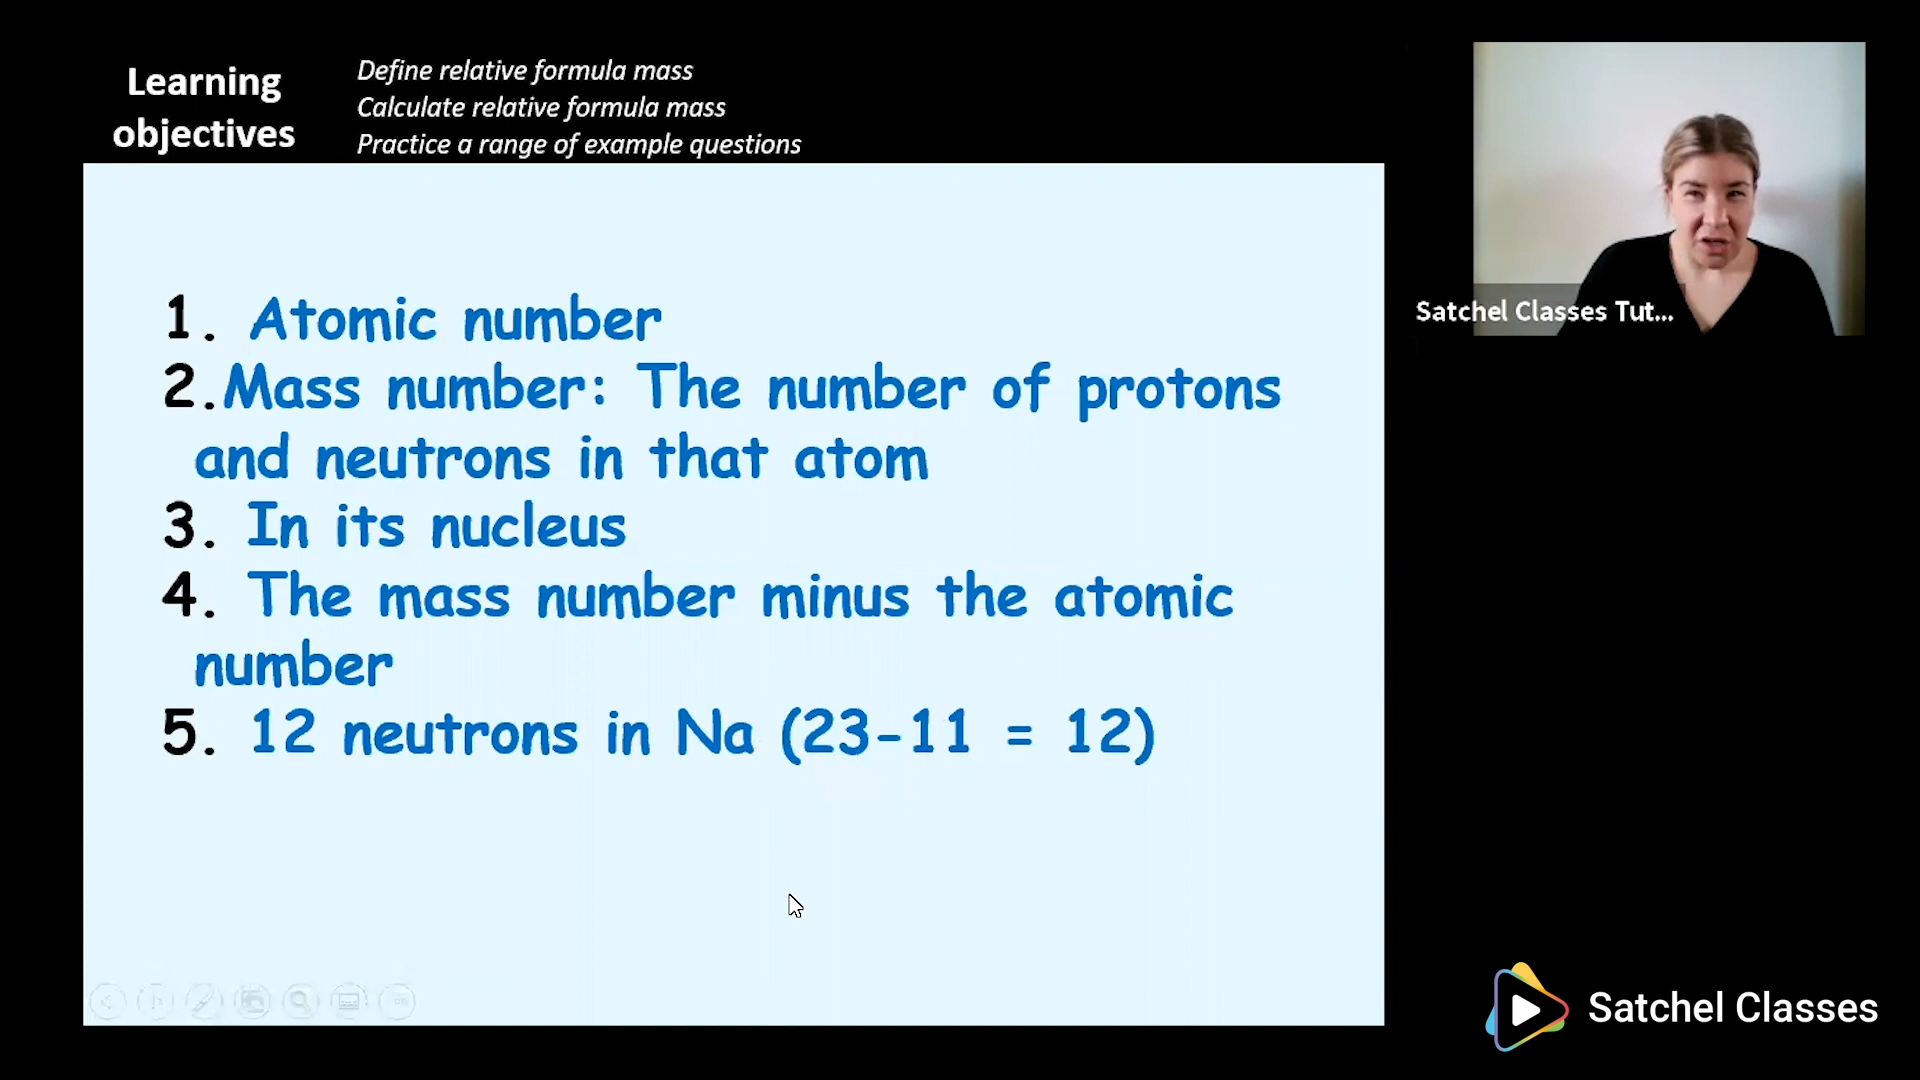 Learning
objectives
Define relative formula mass
Calculate relative formula mass
Practice a range of example questions
1. Atomic number
2.Mass number: The number of protons
and neutrons in that atom
3. In its nucleus
4. The mass number minus the atomic
number
5. 12 neutrons in Na (23-11 = 12)
Satchel Classes Tut...
Satchel Classes